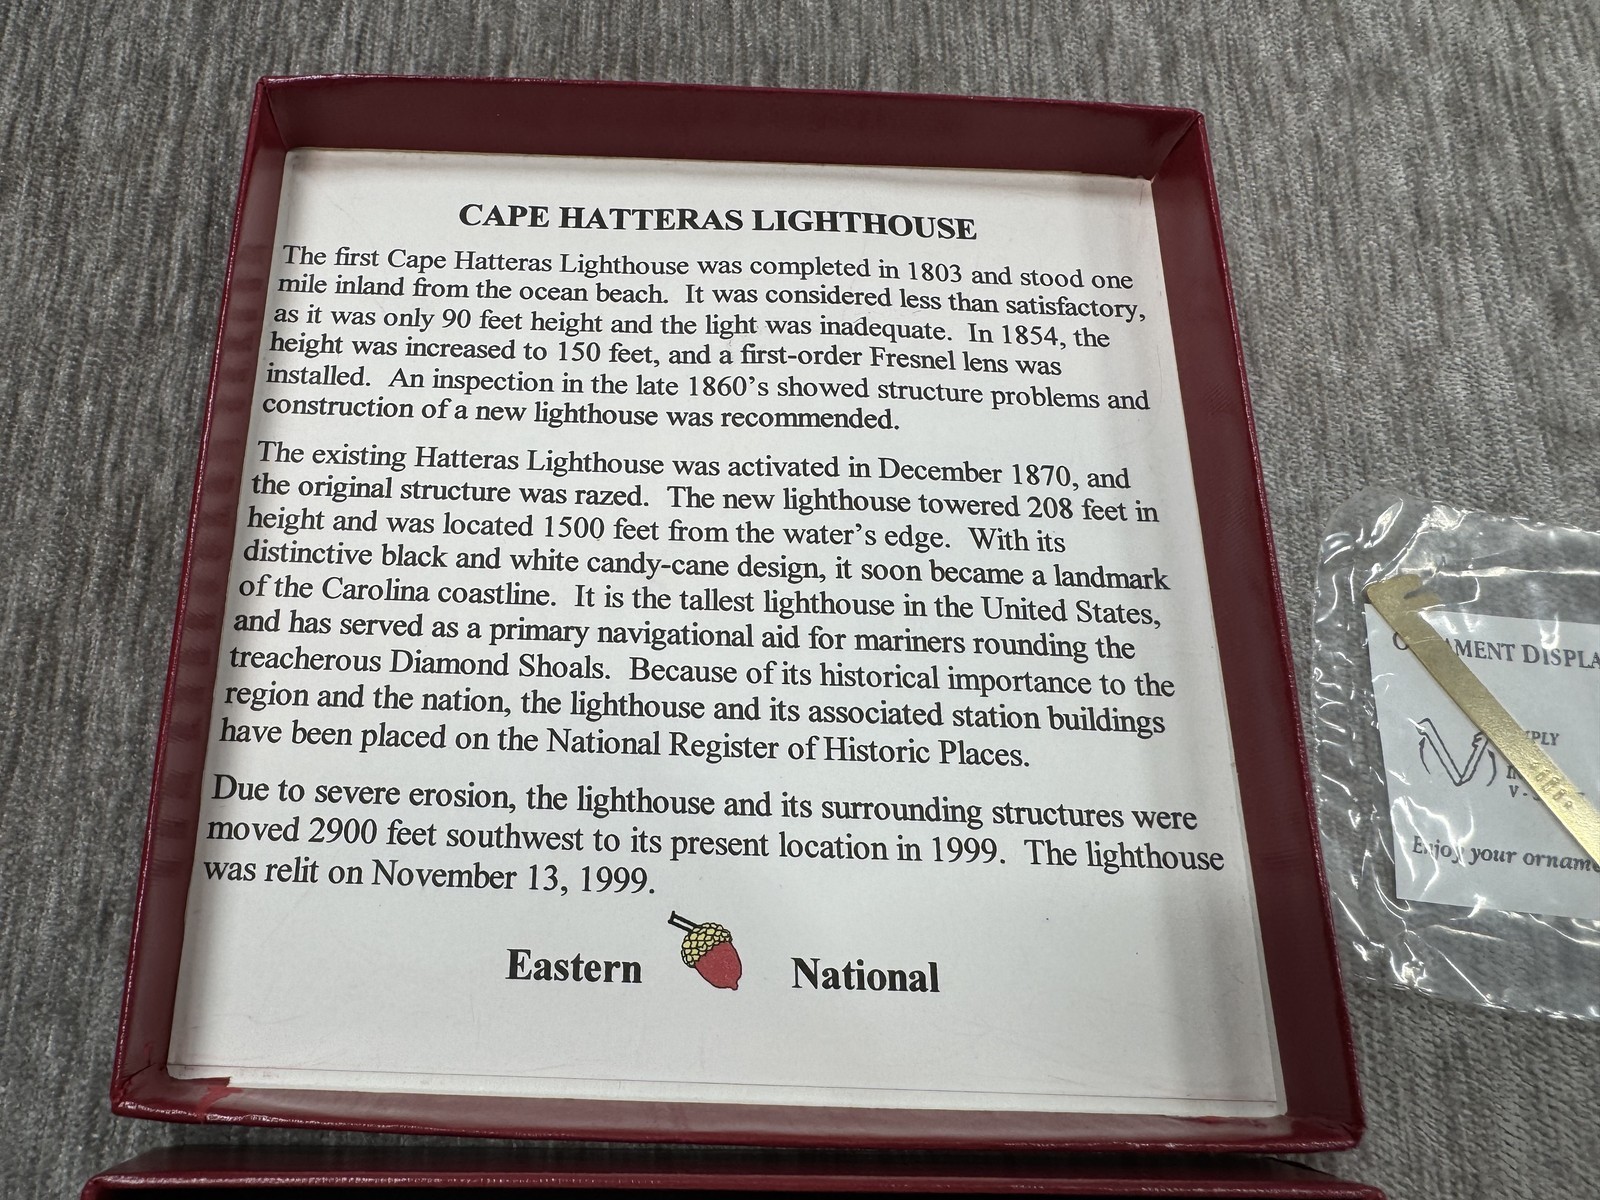 CAPE HATTERAS LIGHTHOUSE
The first Cape Hatteras Lighthouse was completed in 1803 and stood one
mile inland from the ocean beach. It was considered less than satisfactory,
as it was only 90 feet height and the light was inadequate. In 1854, the
height was increased to 150 feet, and a first-order Fresnel lens was
installed. An inspection in the late 1860's showed structure problems and
construction of a new lighthouse was recommended.
The existing Hatteras Lighthouse was activated in December 1870, and
the original structure was razed. The new lighthouse towered 208 feet in
height and was located 1500 feet from the water's edge. With its
distinctive black and white candy-cane design, it soon became a landmark
of the Carolina coastline. It is the tallest lighthouse in the United States,
and has served as a primary navigational aid for mariners rounding the
treacherous Diamond Shoals. Because of its historical importance to the
region and the nation, the lighthouse and its associated station buildings
have been placed on the National Register of Historic Places.
Due to severe erosion, the lighthouse and its surrounding structures were
moved 2900 feet southwest to its present location in 1999. The lighthouse
was relit on November 13, 1999.
Eastern National
Enjoy your